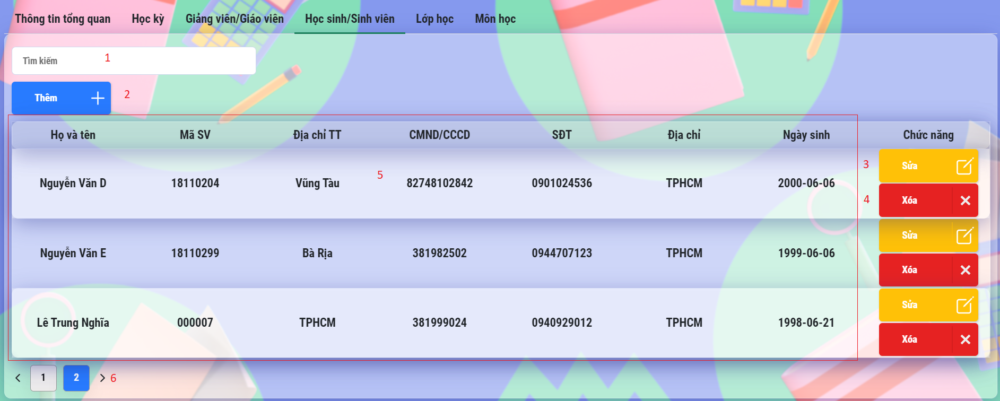 Thông tin tổng quan Học kỳ Giảng viên/Giáo viên Học sinh/Sinh viên Lớp học Môn học
Tìm kiếm 1
Thêm 2
Họ và tên Mã SV Địa chỉ TT CMND/CCCD SĐT Địa chỉ Ngày sinh Chức năng
3 Sửa
Nguyễn Văn D 18110204 Vũng Tàu 5 82748102842 0901024536 TPHCM 2000-06-06
4 Xóa
Sửa
Nguyễn Văn E 18110299 Bà Rịa 381982502 0944707123 TPHCM 1999-06-06
Xóa
Sửa
Lê Trung Nghĩa 000007 TPHCM 381999024 0940929012 TPHCM 1998-06-21
Xóa
1 2 6